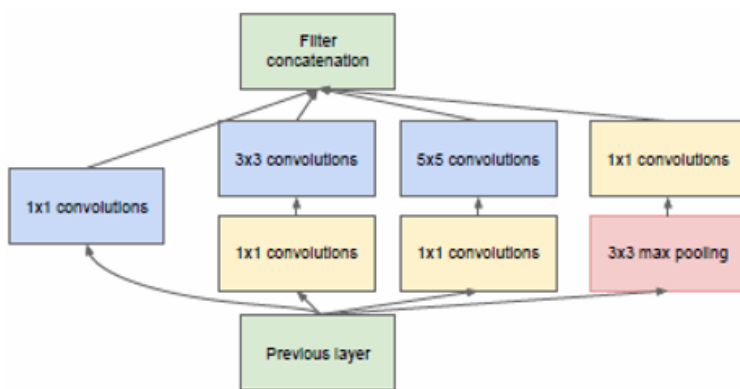 Filter
concatenation
3x3 convolutions
5x5 convolutions
1x1 convolutions
1x1 convolutions
1x1 convolutions
1x1 convolutions
3x3 max pooling
Previous layer